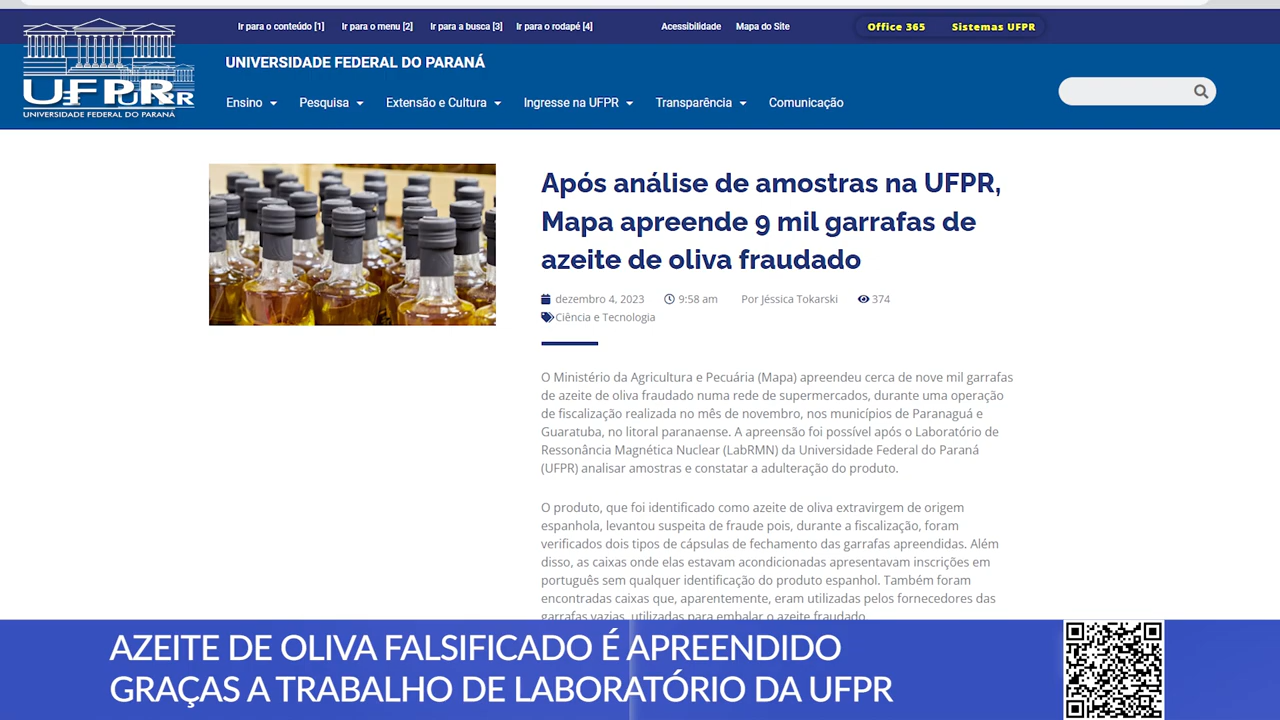 Ir para o conteúdo [1] Ir para o menu [2] Ir para a busca [3] Ir para o rodapé [4] Acessibilidade Mapa do Site Office 365 Sistemas UFPR
UFPR
UNIVERSIDADE FEDERAL DO PARANÁ
UNIVERSIDADE FEDERAL DO PARANÁ
Ensino Pesquisa Extensão e Cultura Ingresse na UFPR Transparência Comunicação
Após análise de amostras na UFPR,
Mapa apreende 9 mil garrafas de
azeite de oliva fraudado
dezembro 4, 2023 9:58 am Por Jéssica Tokarski 374
Ciência e Tecnologia
O Ministério da Agricultura e Pecuária (Mapa) apreendeu cerca de nove mil garrafas
de azeite de oliva fraudado numa rede de supermercados, durante uma operação
de fiscalização realizada no mês de novembro, nos municípios de Paranaguá e
Guaratuba, no litoral paranaense. A apreensão foi possível após o Laboratório de
Ressonância Magnética Nuclear (LabRMN) da Universidade Federal do Paraná
(UFPR) analisar amostras e constatar a adulteração do produto.
O produto, que foi identificado como azeite de oliva extravirgem de origem
espanhola, levantou suspeita de fraude pois, durante a fiscalização, foram
verificados dois tipos de cápsulas de fechamento das garrafas apreendidas. Além
disso, as caixas onde elas estavam acondicionadas apresentavam inscrições em
português sem qualquer identificação do produto espanhol. Também foram
encontradas caixas que, aparentemente, eram utilizadas pelos fornecedores das
garrafas vazias, utilizadas para embalar o azeite fraudado.
AZEITE DE OLIVA FALSIFICADO É APREENDIDO
GRAÇAS A TRABALHO DE LABORATÓRIO DA UFPR